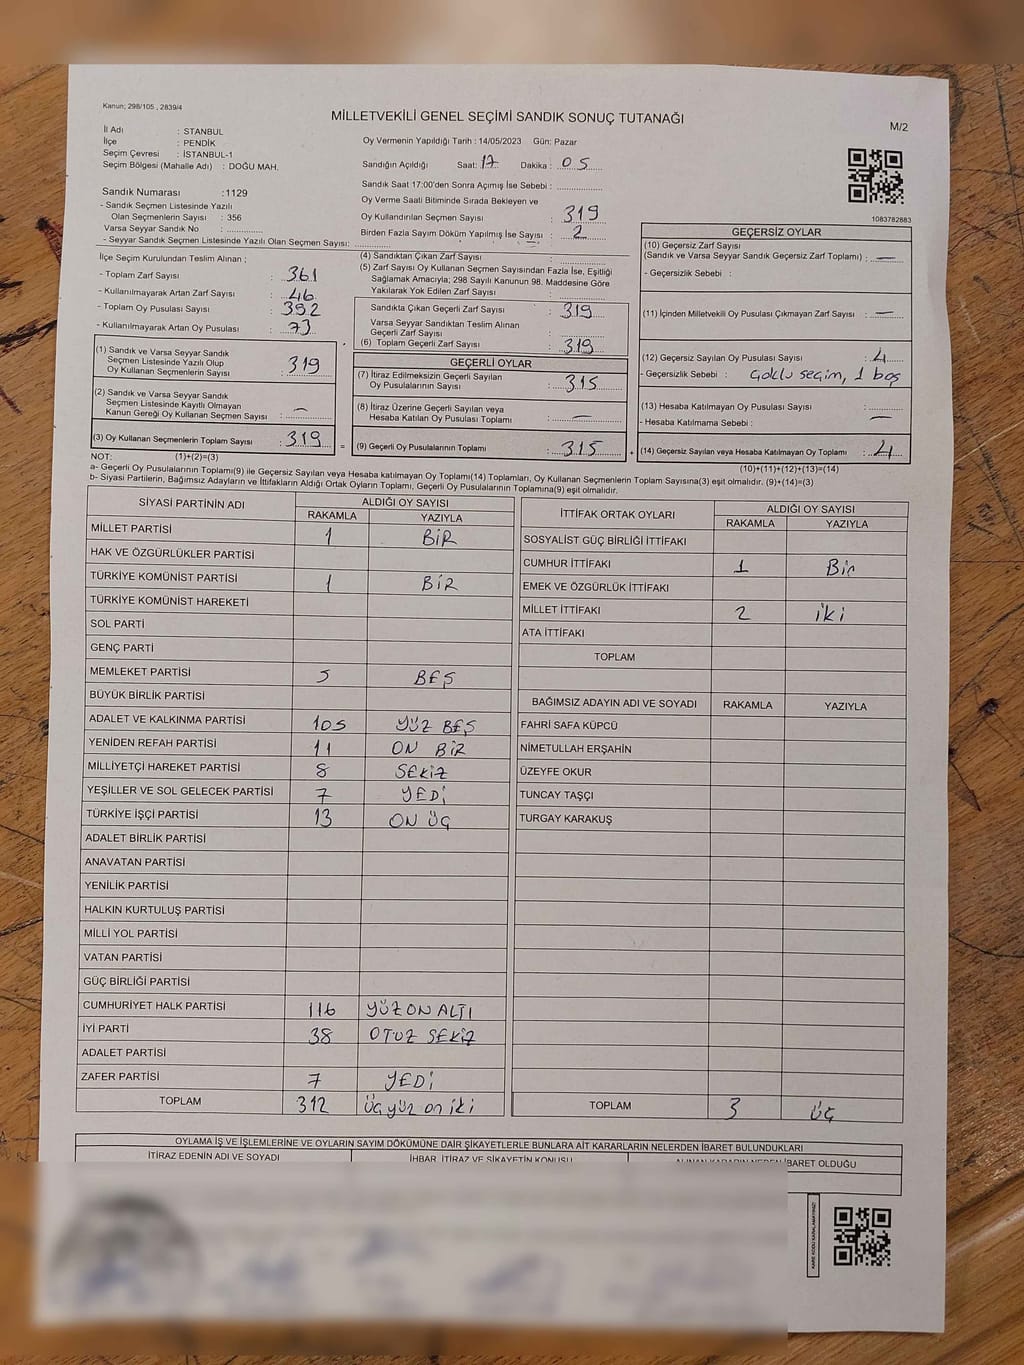 Kanun; 298/105 , 2839/4
MİLLETVEKİLİ GENEL SEÇİMİ SANDIK SONUÇ TUTANAĞI
M/2
İl Adı : STANBUL
İlçe : PENDİK
Seçim Çevresi : İSTANBUL-1
Seçim Bölgesi (Mahalle Adı) : DOĞU MAH.
Oy Vermenin Yapıldığı Tarih : 14/05/2023 Gün: Pazar
Sandığın Açıldığı Saat: 17 Dakika : 05
Sandık Saat 17:00'den Sonra Açımış İse Sebebi :
Oy Verme Saati Bitiminde Sırada Bekleyen ve
Oy Kullandırılan Seçmen Sayısı : 319
Birden Fazla Sayım Döküm Yapılmış İse Sayısı : 2
1083782883
Sandık Numarası :1129
- Sandık Seçmen Listesinde Yazılı
Olan Seçmenlerin Sayısı : 356
Varsa Seyyar Sandık No :
- Seyyar Sandık Seçmen Listesinde Yazılı Olan Seçmen Sayısı:
İlçe Seçim Kurulundan Teslim Alınan ;
- Toplam Zarf Sayısı : 361
- Kullanılmayarak Artan Zarf Sayısı : 46
- Toplam Oy Pusulası Sayısı : 392
- Kullanılmayarak Artan Oy Pusulası : 73
(1) Sandık ve Varsa Seyyar Sandık
Seçmen Listesinde Yazılı Olup
Oy Kullanan Seçmenlerin Sayısı : 319
(2) Sandık ve Varsa Seyyar Sandık
Seçmen Listesinde Kayıtlı Olmayan
Kanun Gereği Oy Kullanan Seçmen Sayısı : —
(3) Oy Kullanan Seçmenlerin Toplam Sayısı : 319 =
(4) Sandıktan Çıkan Zarf Sayısı :
(5) Zarf Sayısı Oy Kullanan Seçmen Sayısından Fazla İse, Eşitliği
Sağlamak Amacıyla; 298 Sayılı Kanunun 98. Maddesine Göre
Yakılarak Yok Edilen Zarf Sayısı :
Sandıkta Çıkan Geçerli Zarf Sayısı : 319
Varsa Seyyar Sandıktan Teslim Alınan
Geçerli Zarf Sayısı :
(6) Toplam Geçerli Zarf Sayısı : 319
GEÇERLİ OYLAR
(7) İtiraz Edilmeksizin Geçerli Sayılan
Oy Pusulalarının Sayısı : 315
(8) İtiraz Üzerine Geçerli Sayılan veya
Hesaba Katılan Oy Pusulası Toplamı : —
(9) Geçerli Oy Pusulalarının Toplamı : 315 +
GEÇERSİZ OYLAR
(10) Geçersiz Zarf Sayısı
(Sandık ve Varsa Seyyar Sandık Geçersiz Zarf Toplamı) : —
- Geçersizlik Sebebi :
(11) İçinden Milletvekili Oy Pusulası Çıkmayan Zarf Sayısı : —
(12) Geçersiz Sayılan Oy Pusulası Sayısı : 4
- Geçersizlik Sebebi : çoklu seçim, 1 boş
(13) Hesaba Katılmayan Oy Pusulası Sayısı :
- Hesaba Katılmama Sebebi : —
(14) Geçersiz Sayılan veya Hesaba Katılmayan Oy Toplamı : 4
NOT: (1)+(2)=(3)
(10)+(11)+(12)+(13)=(14)
a- Geçerli Oy Pusulalarının Toplamı(9) ile Geçersiz Sayılan veya Hesaba katılmayan Oy Toplamı(14) Toplamları, Oy Kullanan Seçmenlerin Toplam Sayısına(3) eşit olmalıdır. (9)+(14)=(3)
b- Siyasi Partilerin, Bağımsız Adayların ve İttifakların Aldığı Ortak Oyların Toplamı, Geçerli Oy Pusulalarının Toplamına(9) eşit olmalıdır.
SİYASİ PARTİNİN ADI ALDIĞI OY SAYISI
RAKAMLA YAZIYLA
MİLLET PARTİSİ 1 BİR
HAK VE ÖZGÜRLÜKLER PARTİSİ
TÜRKİYE KOMÜNİST PARTİSİ 1 BİR
TÜRKİYE KOMÜNİST HAREKETİ
SOL PARTİ
GENÇ PARTİ
MEMLEKET PARTİSİ 5 BEŞ
BÜYÜK BİRLİK PARTİSİ
ADALET VE KALKINMA PARTİSİ 105 YÜZ BEŞ
YENİDEN REFAH PARTİSİ 11 ON BİR
MİLLİYETÇİ HAREKET PARTİSİ 8 SEKİZ
YEŞİLLER VE SOL GELECEK PARTİSİ 7 YEDİ
TÜRKİYE İŞÇİ PARTİSİ 13 ON ÜÇ
ADALET BİRLİK PARTİSİ
ANAVATAN PARTİSİ
YENİLİK PARTİSİ
HALKIN KURTULUŞ PARTİSİ
MİLLİ YOL PARTİSİ
VATAN PARTİSİ
GÜÇ BİRLİĞİ PARTİSİ
CUMHURİYET HALK PARTİSİ 116 YÜZ ON ALTI
İYİ PARTİ 38 OTUZ SEKİZ
ADALET PARTİSİ
ZAFER PARTİSİ 7 YEDİ
TOPLAM 312 üçyüz on iki
İTTİFAK ORTAK OYLARI ALDIĞI OY SAYISI
RAKAMLA YAZIYLA
SOSYALİST GÜÇ BİRLİĞİ İTTİFAKI
CUMHUR İTTİFAKI 1 Bir
EMEK VE ÖZGÜRLÜK İTTİFAKI
MİLLET İTTİFAKI 2 iki
ATA İTTİFAKI
TOPLAM
BAĞIMSIZ ADAYIN ADI VE SOYADI RAKAMLA YAZIYLA
FAHRİ SAFA KÜPCÜ
NİMETULLAH ERŞAHİN
ÜZEYFE OKUR
TUNCAY TAŞÇI
TURGAY KARAKUŞ
TOPLAM 3 üç
OYLAMA İŞ VE İŞLEMLERİNE VE OYLARIN SAYIM DÖKÜMÜNE DAİR ŞİKAYETLERLE BUNLARA AİT KARARLARIN NELERDEN İBARET BULUNDUKLARI
İTİRAZ EDENİN ADI VE SOYADI İHBAR, İTİRAZ VE ŞİKAYETİN KONUSU ALINAN KARARIN NEDEN İBARET OLDUĞU